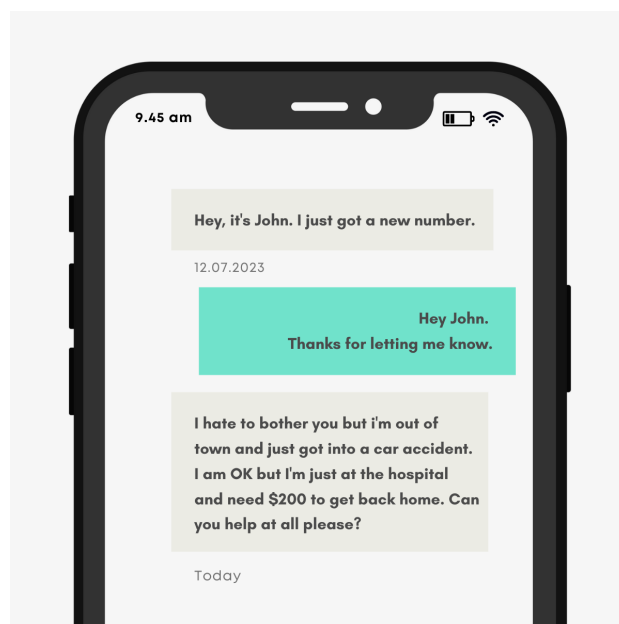 9.45 am
Hey, it's John. I just got a new number.
12.07.2023
Hey John.
Thanks for letting me know.
I hate to bother you but i'm out of
town and just got into a car accident.
I am OK but I'm just at the hospital
and need $200 to get back home. Can
you help at all please?
Today